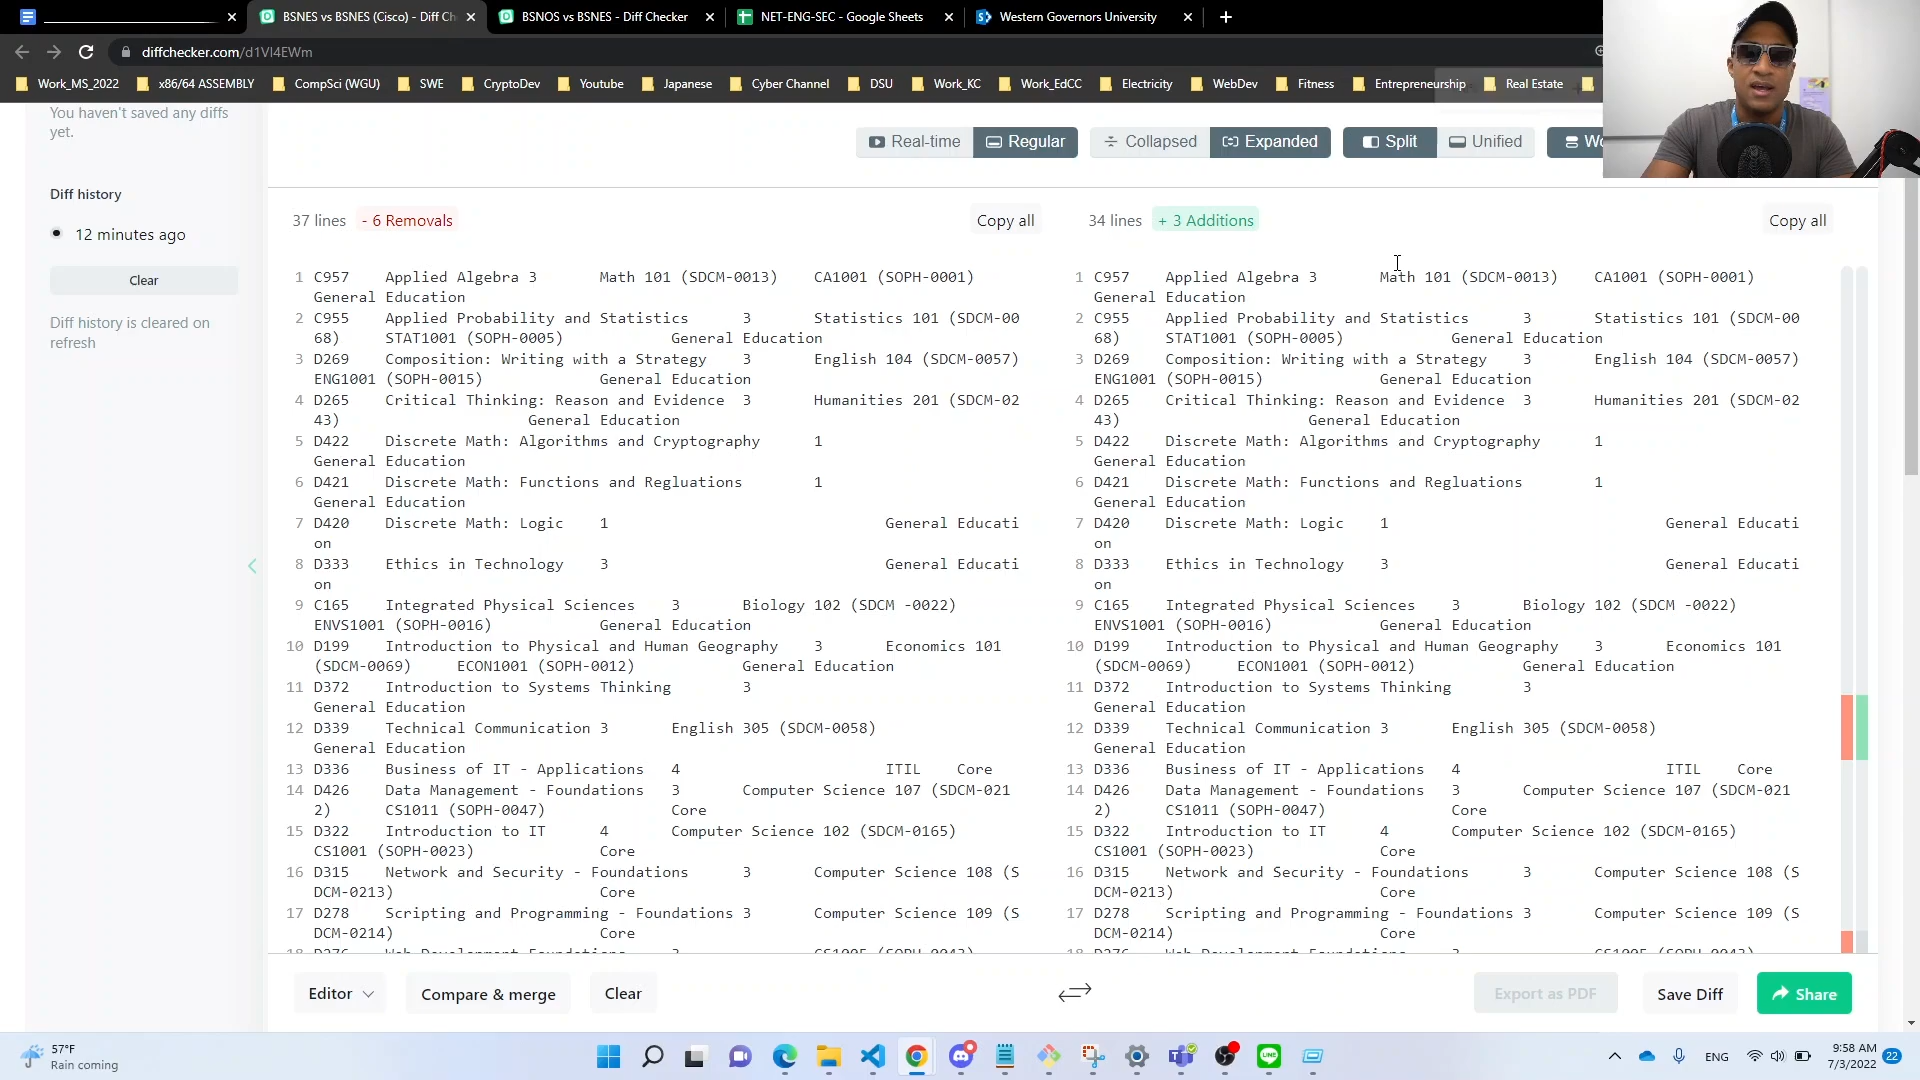 BSNES vs BSNES (Cisco) - Diff Ch
BSNOS vs BSNES - Diff Checker
NET-ENG-SEC - Google Sheets
Western Governors University
diffchecker.com/d1Vl4EWm
Work_MS_2022
x86/64 ASSEMBLY
CompSci (WGU)
SWE
CryptoDev
Youtube
Japanese
Cyber Channel
DSU
Work_KC
Work_EdCC
Electricity
WebDev
Fitness
Entrepreneurship
Real Estate
You haven't saved any diffs
yet.
Diff history
12 minutes ago
Clear
Diff history is cleared on
refresh
Real-time
Regular
Collapsed
Expanded
Split
Unified
Wo
37 lines - 6 Removals
Copy all
1 C957 Applied Algebra 3 Math 101 (SDCM-0013) CA1001 (SOPH-0001)
General Education
2 C955 Applied Probability and Statistics 3 Statistics 101 (SDCM-00
68) STAT1001 (SOPH-0005) General Education
3 D269 Composition: Writing with a Strategy 3 English 104 (SDCM-0057)
ENG1001 (SOPH-0015) General Education
4 D265 Critical Thinking: Reason and Evidence 3 Humanities 201 (SDCM-02
43) General Education
5 D422 Discrete Math: Algorithms and Cryptography 1
General Education
6 D421 Discrete Math: Functions and Regluations 1
General Education
7 D420 Discrete Math: Logic 1 General Educati
on
8 D333 Ethics in Technology 3 General Educati
on
9 C165 Integrated Physical Sciences 3 Biology 102 (SDCM -0022)
ENVS1001 (SOPH-0016) General Education
10 D199 Introduction to Physical and Human Geography 3 Economics 101
(SDCM-0069) ECON1001 (SOPH-0012) General Education
11 D372 Introduction to Systems Thinking 3
General Education
12 D339 Technical Communication 3 English 305 (SDCM-0058)
General Education
13 D336 Business of IT - Applications 4 ITIL Core
14 D426 Data Management - Foundations 3 Computer Science 107 (SDCM-021
2) CS1011 (SOPH-0047) Core
15 D322 Introduction to IT 4 Computer Science 102 (SDCM-0165)
CS1001 (SOPH-0023) Core
16 D315 Network and Security - Foundations 3 Computer Science 108 (S
DCM-0213) Core
17 D278 Scripting and Programming - Foundations 3 Computer Science 109 (S
DCM-0214) Core
18 D276 Web Development Foundations 3 CS1005 (SOPH-0043)
34 lines + 3 Additions
Copy all
1 C957 Applied Algebra 3 Math 101 (SDCM-0013) CA1001 (SOPH-0001)
General Education
2 C955 Applied Probability and Statistics 3 Statistics 101 (SDCM-00
68) STAT1001 (SOPH-0005) General Education
3 D269 Composition: Writing with a Strategy 3 English 104 (SDCM-0057)
ENG1001 (SOPH-0015) General Education
4 D265 Critical Thinking: Reason and Evidence 3 Humanities 201 (SDCM-02
43) General Education
5 D422 Discrete Math: Algorithms and Cryptography 1
General Education
6 D421 Discrete Math: Functions and Regluations 1
General Education
7 D420 Discrete Math: Logic 1 General Educati
on
8 D333 Ethics in Technology 3 General Educati
on
9 C165 Integrated Physical Sciences 3 Biology 102 (SDCM -0022)
ENVS1001 (SOPH-0016) General Education
10 D199 Introduction to Physical and Human Geography 3 Economics 101
(SDCM-0069) ECON1001 (SOPH-0012) General Education
11 D372 Introduction to Systems Thinking 3
General Education
12 D339 Technical Communication 3 English 305 (SDCM-0058)
General Education
13 D336 Business of IT - Applications 4 ITIL Core
14 D426 Data Management - Foundations 3 Computer Science 107 (SDCM-021
2) CS1011 (SOPH-0047) Core
15 D322 Introduction to IT 4 Computer Science 102 (SDCM-0165)
CS1001 (SOPH-0023) Core
16 D315 Network and Security - Foundations 3 Computer Science 108 (S
DCM-0213) Core
17 D278 Scripting and Programming - Foundations 3 Computer Science 109 (S
DCM-0214) Core
18 D276 Web Development Foundations 3 CS1005 (SOPH-0043)
Editor
Compare & merge
Clear
Export as PDF
Save Diff
Share
57°F
Rain coming
ENG
9:58 AM
7/3/2022
22